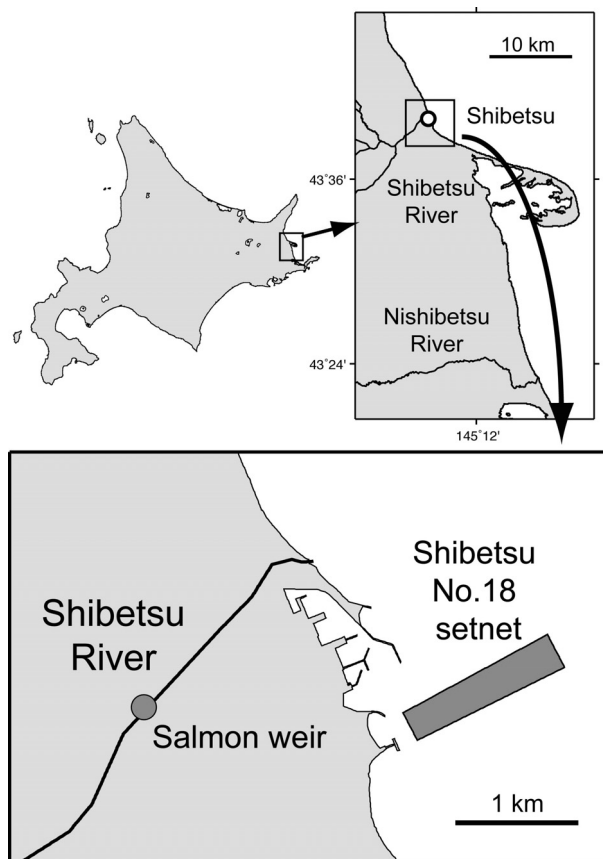 10 km
Shibetsu
43°36'
Shibetsu
River
Nishibetsu
River
43°24'
145°12'
Shibetsu
No.18
setnet
Shibetsu
River
Salmon weir
1 km